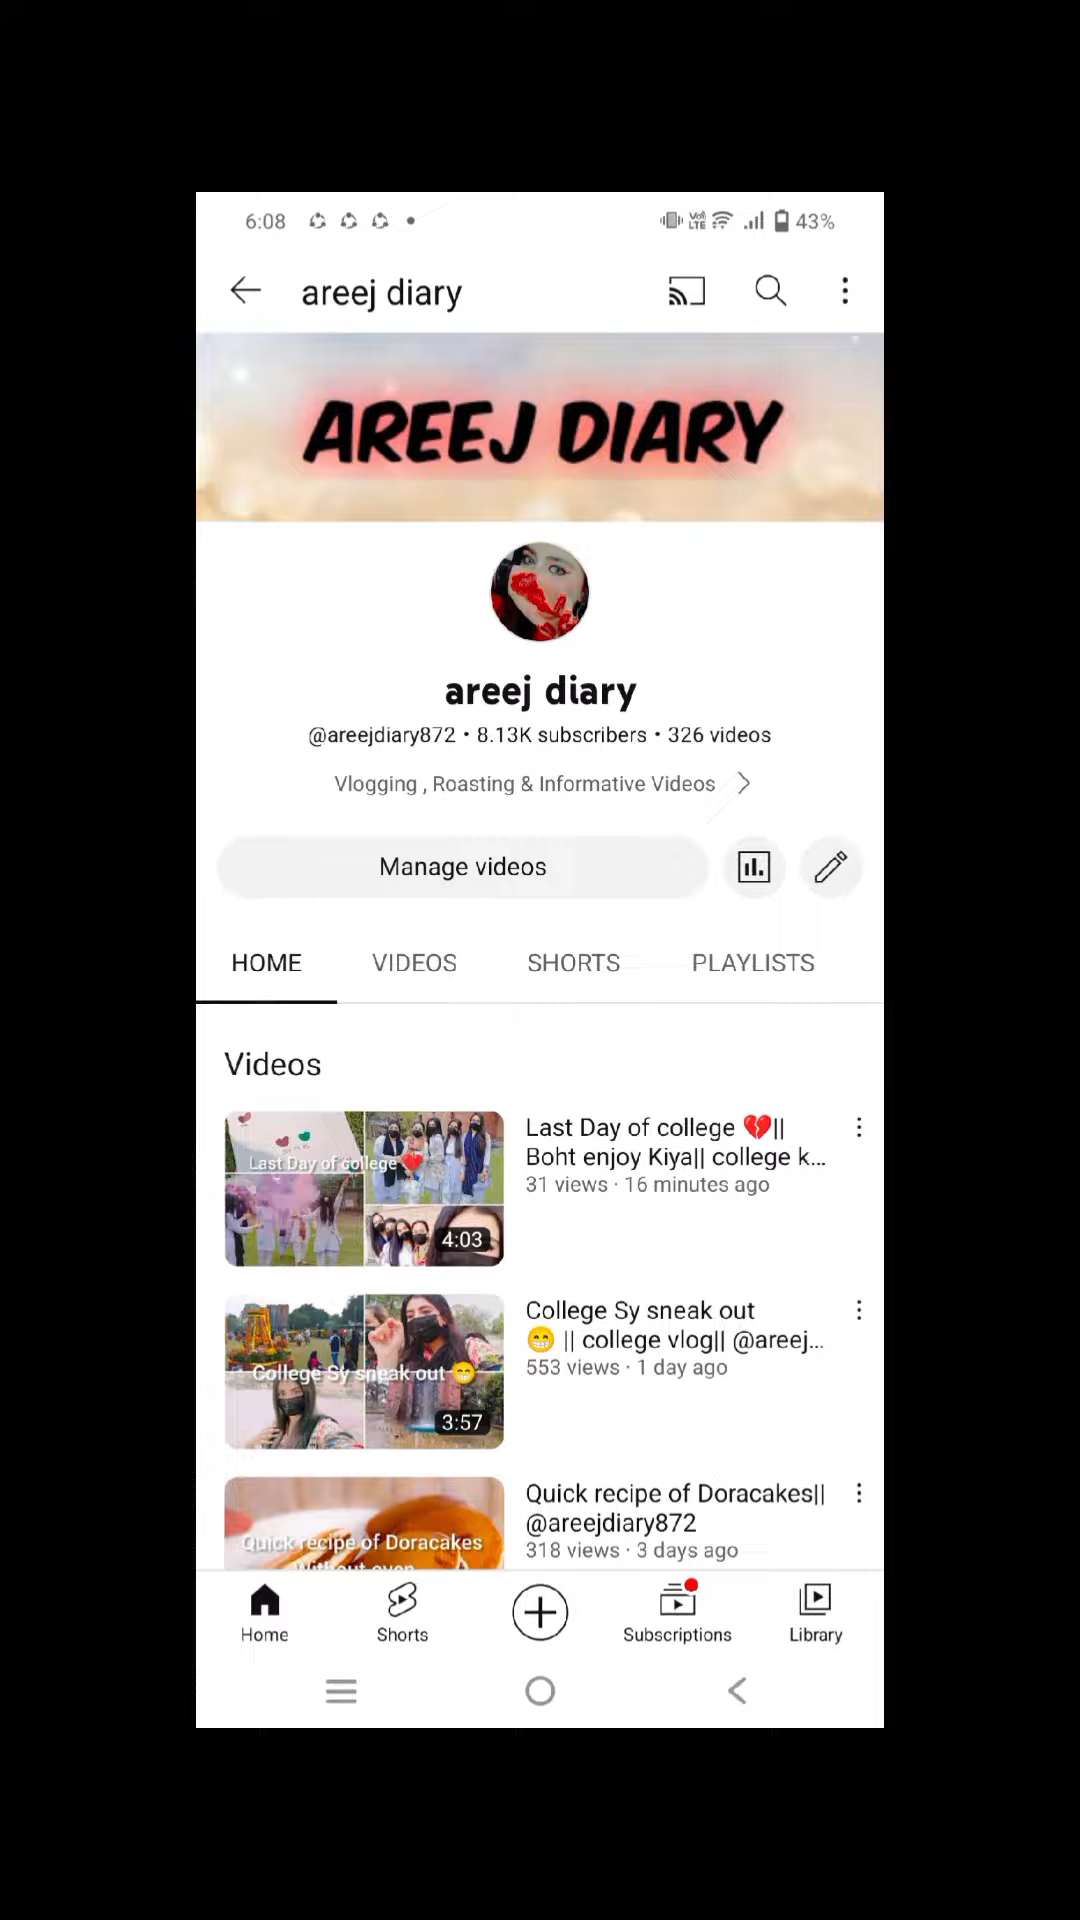 6:08
VoI) LTE
43%
areej diary
AREEJ DIARY
areej diary
@areejdiary872 • 8.13K subscribers • 326 videos
Vlogging , Roasting & Informative Videos
Manage videos
HOME
VIDEOS
SHORTS
PLAYLISTS
Videos
Last Day of college ❤️
4:03
Last Day of college 💔||
Boht enjoy Kiya|| college k...
31 views · 16 minutes ago
College Sy sneak out 😁
3:57
College Sy sneak out
😁 || college vlog|| @areej...
553 views · 1 day ago
Quick recipe of Doracakes
Without oven
Quick recipe of Doracakes||
@areejdiary872
318 views · 3 days ago
Home
Shorts
Subscriptions
Library